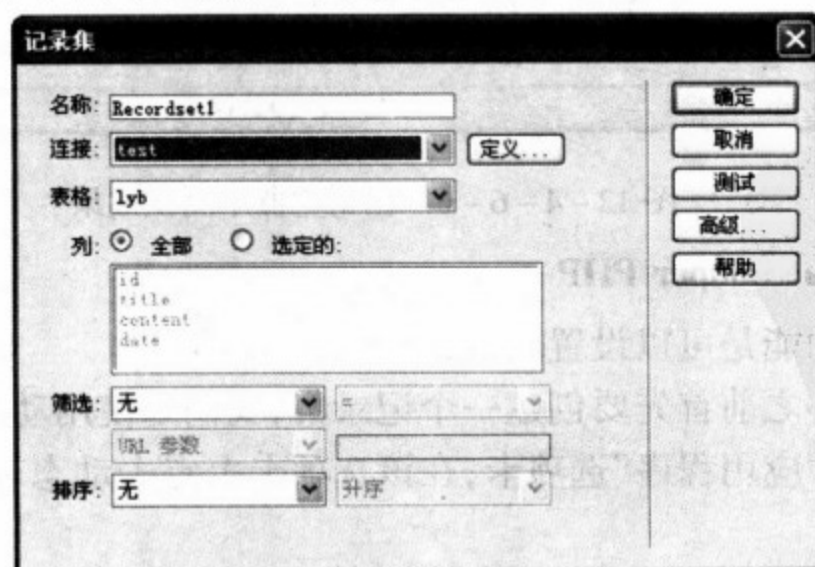 记录集
名称: Recordset1
连接: test 定义...
表格: lyb
列: 全部 选定的:
id
title
content
date
筛选: 无 =
URL 参数
排序: 无 升序
确定
取消
测试
高级...
帮助